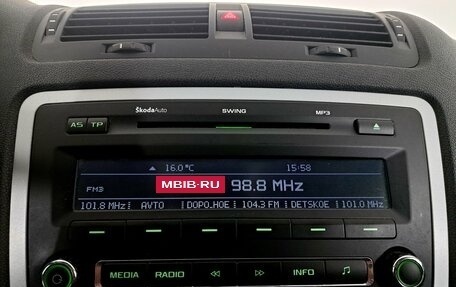 ŠkodaAuto SWING MP3
AS TP
16.0°C 15:58
FM3 MBIB-RU 98.8 MHz
101.8 MHz AVTO DOPO.HOE 104.3 FM DETSKOE 101.0 MHz
MEDIA RADIO INFO